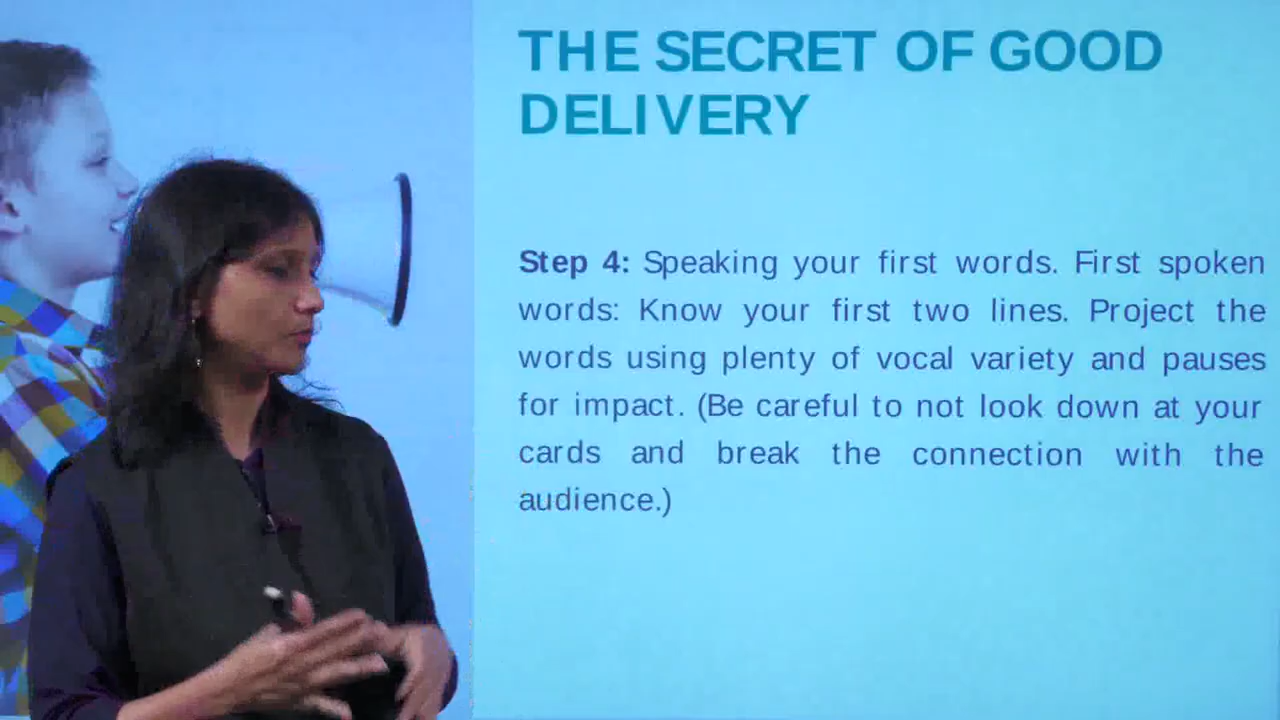 THE SECRET OF GOOD
DELIVERY
Step 4: Speaking your first words. First spoken
words: Know your first two lines. Project the
words using plenty of vocal variety and pauses
for impact. (Be careful to not look down at your
cards and break the connection with the
audience.)